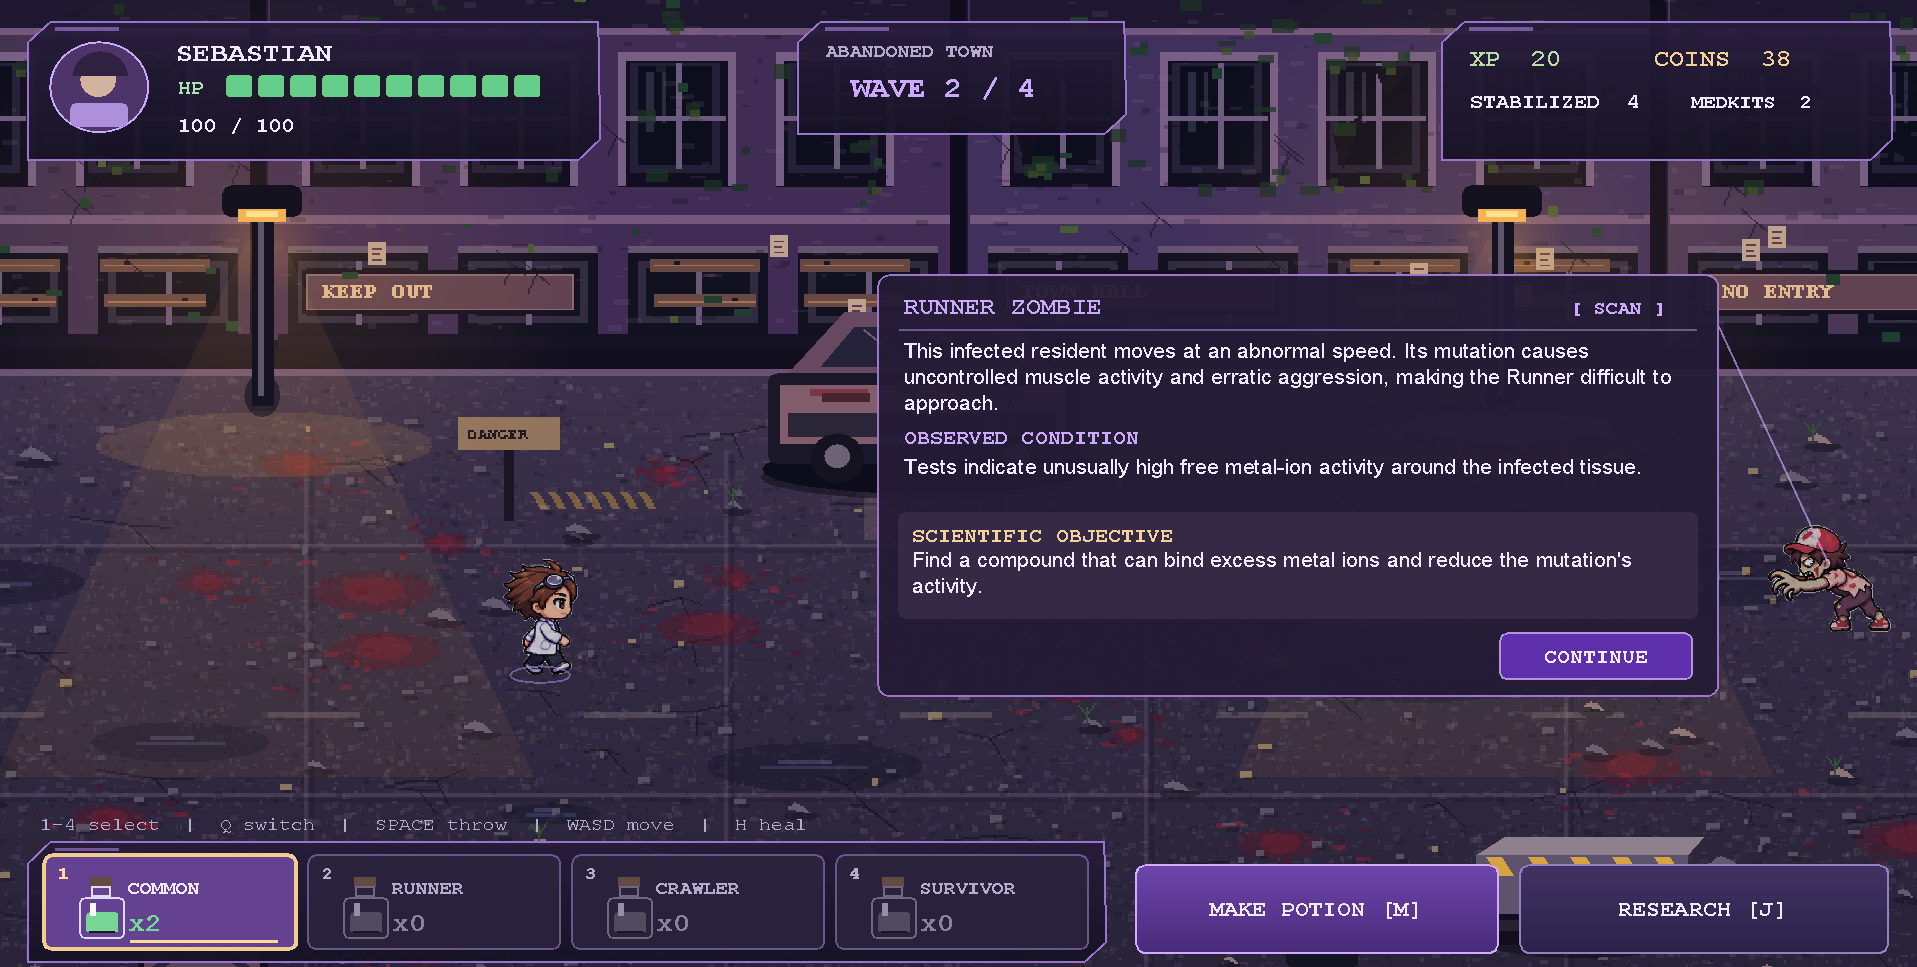 SEBASTIAN
HP
100 / 100
ABANDONED TOWN
WAVE 2 / 4
XP 20 COINS 38
STABILIZED 4 MEDKITS 2
KEEP OUT
TOWN HALL
NO ENTRY
RUNNER ZOMBIE [ SCAN ]
This infected resident moves at an abnormal speed. Its mutation causes
uncontrolled muscle activity and erratic aggression, making the Runner difficult to
approach.
OBSERVED CONDITION
Tests indicate unusually high free metal-ion activity around the infected tissue.
SCIENTIFIC OBJECTIVE
Find a compound that can bind excess metal ions and reduce the mutation's
activity.
CONTINUE
DANGER
1-4 select | Q switch | SPACE throw | WASD move | H heal
1 COMMON x2
2 RUNNER x0
3 CRAWLER x0
4 SURVIVOR x0
MAKE POTION [M]
RESEARCH [J]